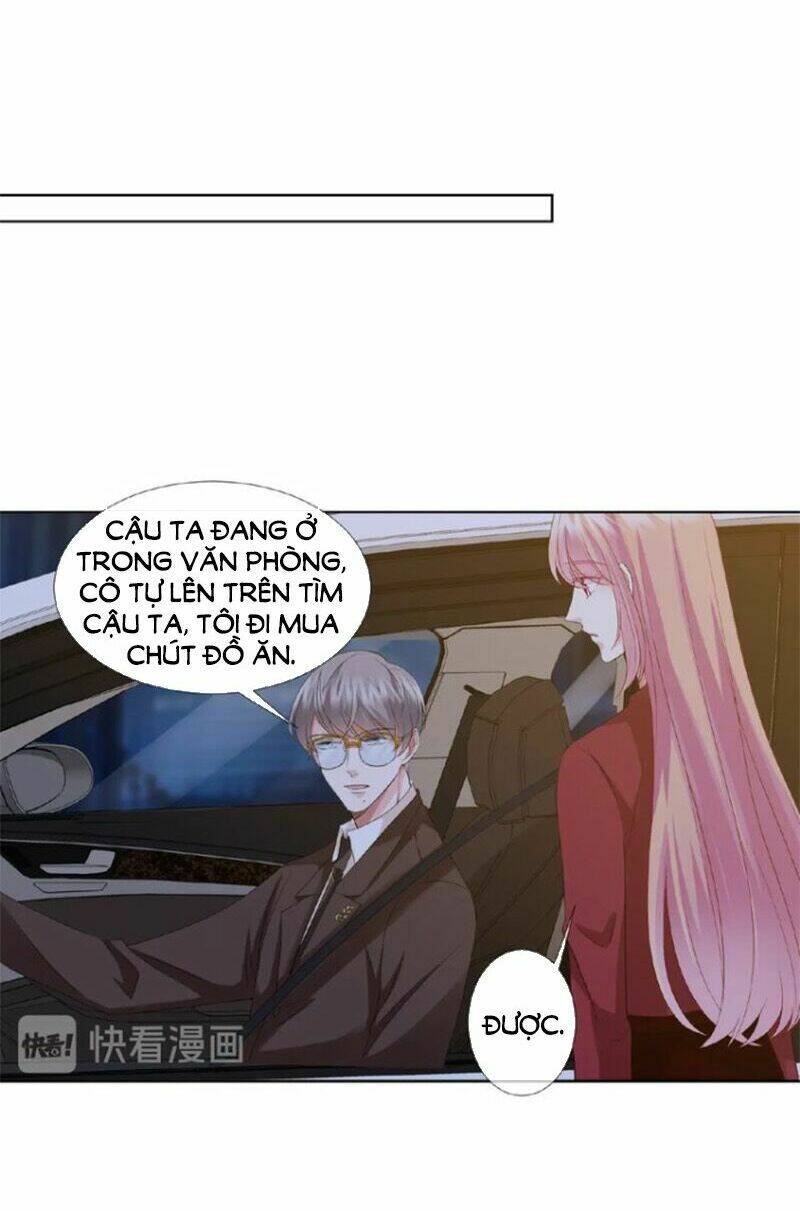 CẬU TA ĐANG Ở
TRONG VĂN PHÒNG,
CÔ TỰ LÊN TRÊN TÌM
CẬU TA, TÔI ĐI MUA
CHÚT ĐỒ ĂN.
ĐƯỢC.
快看! 快看漫画